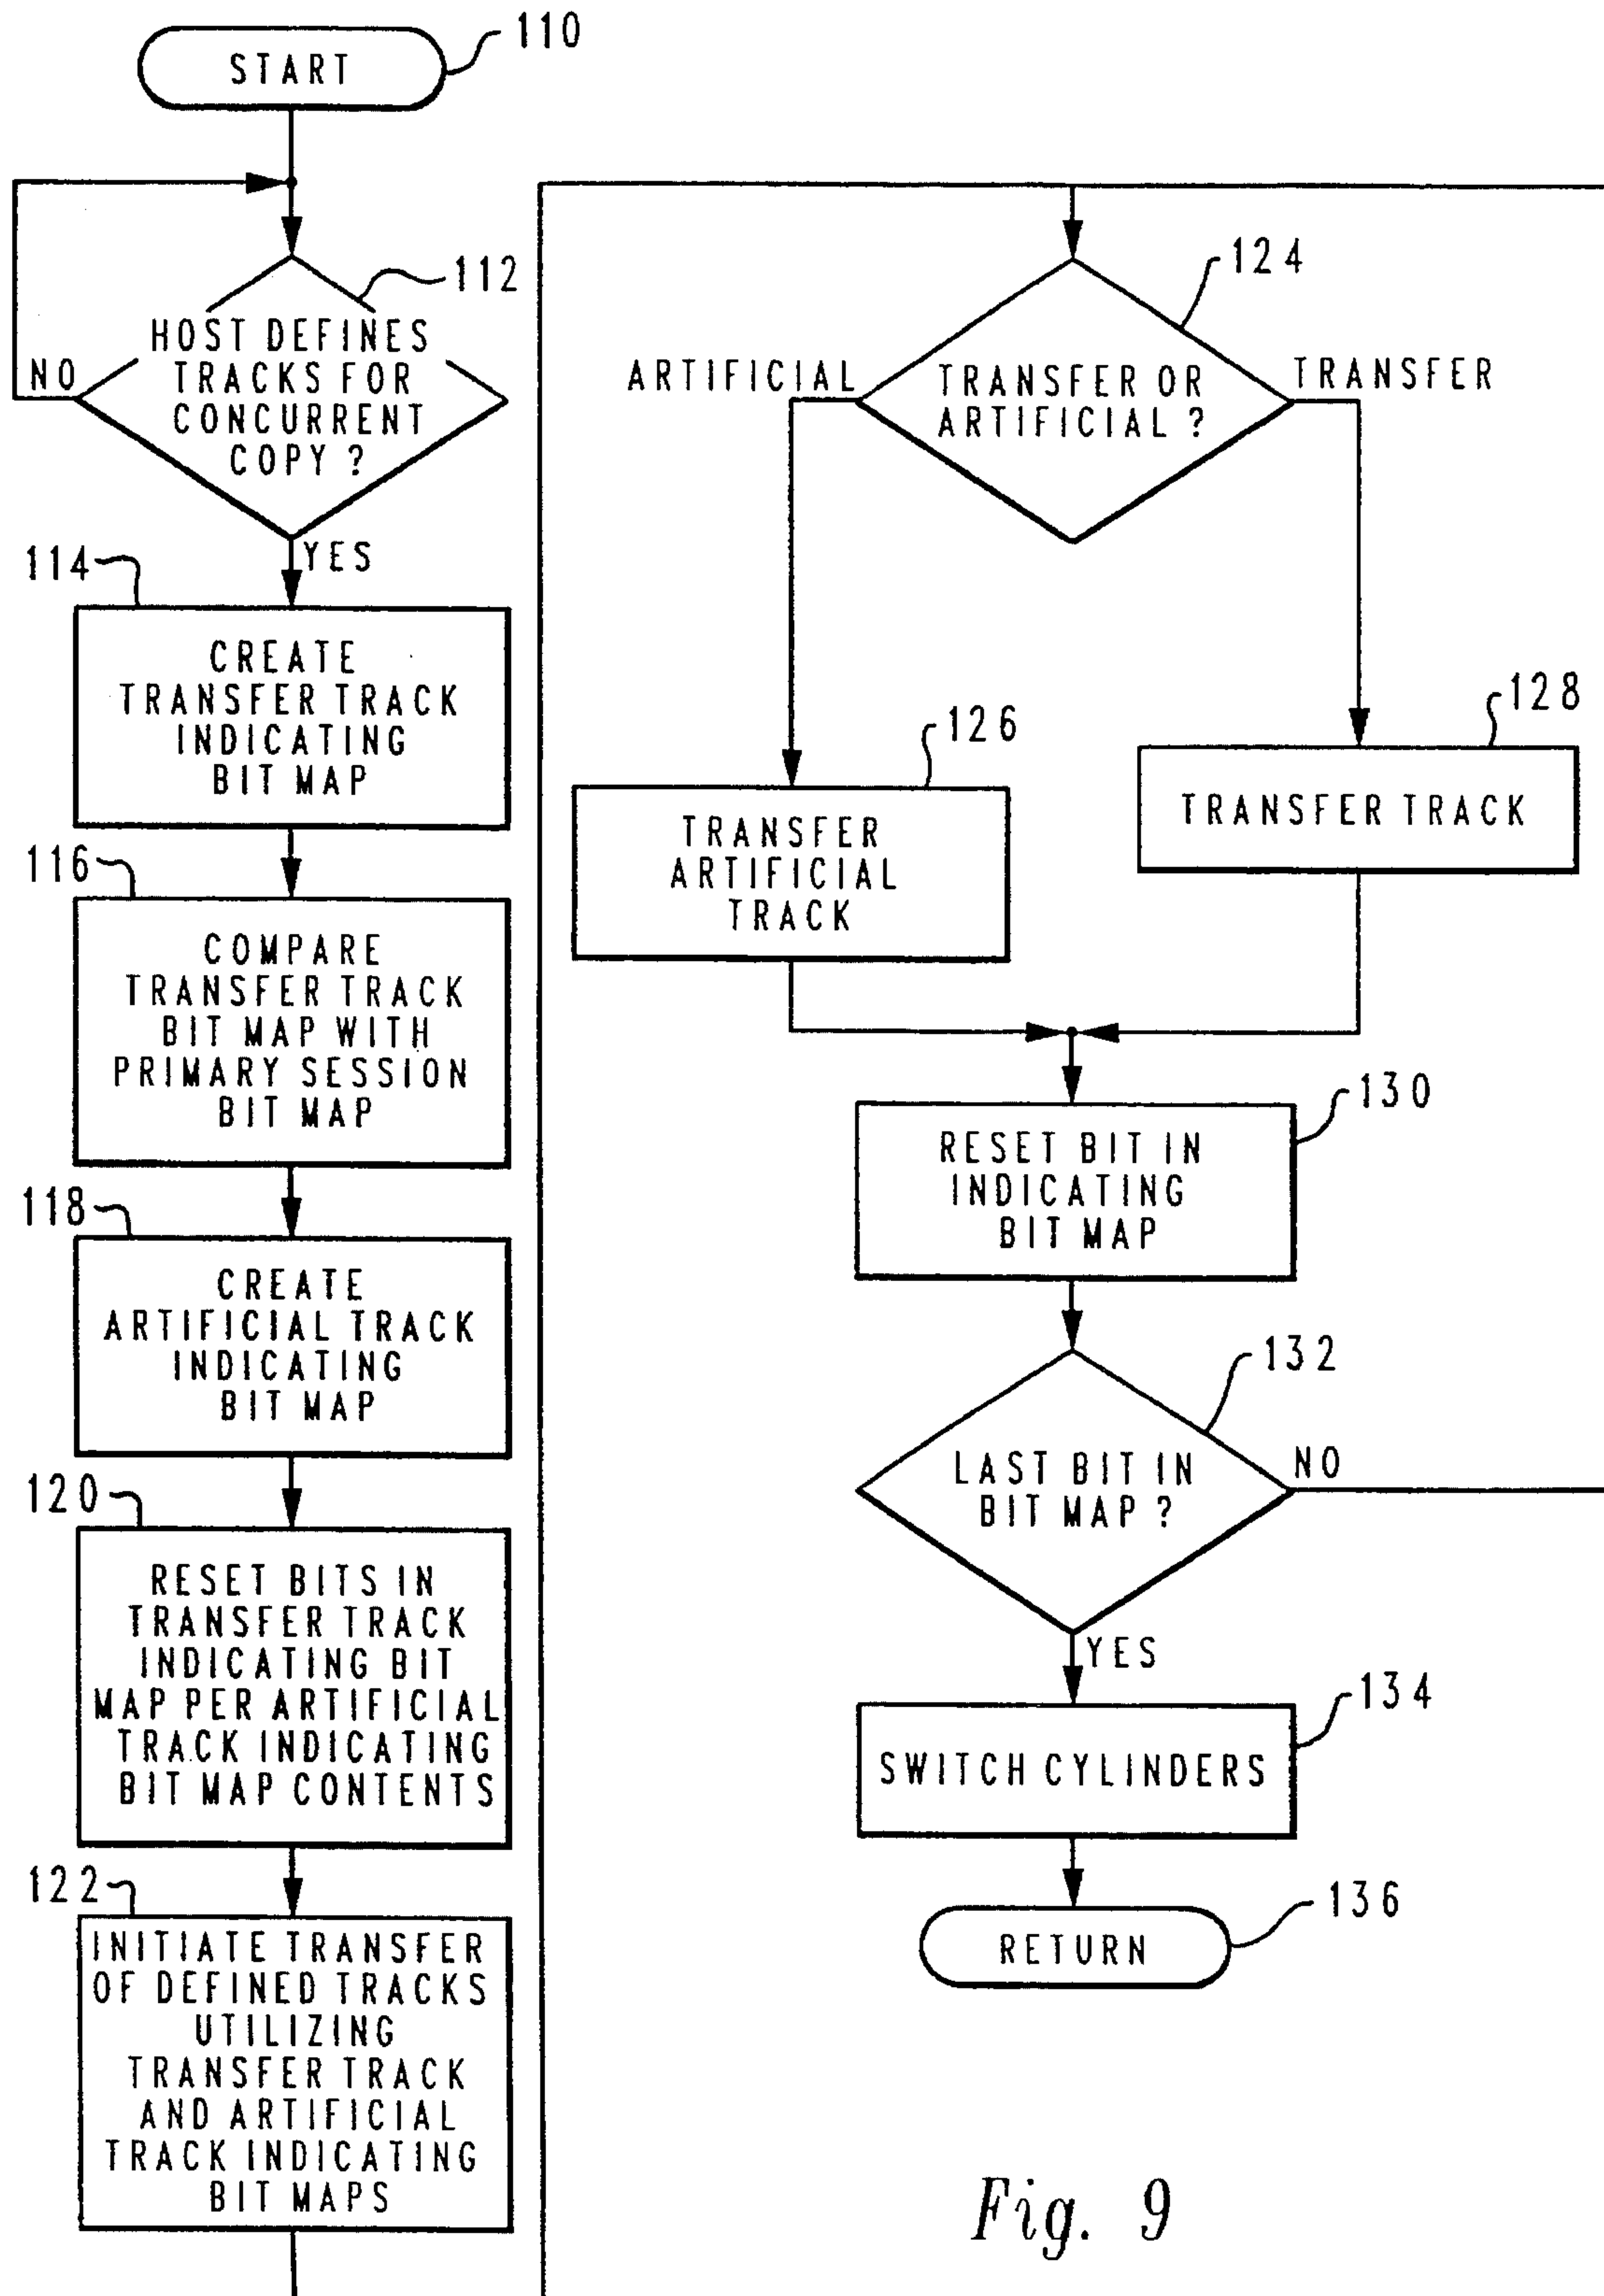 START
110
112
HOST DEFINES
TRACKS FOR
CONCURRENT
COPY ?
NO
YES
114
CREATE
TRANSFER TRACK
INDICATING
BIT MAP
116
COMPARE
TRANSFER TRACK
BIT MAP WITH
PRIMARY SESSION
BIT MAP
118
CREATE
ARTIFICIAL TRACK
INDICATING
BIT MAP
120
RESET BITS IN
TRANSFER TRACK
INDICATING BIT
MAP PER ARTIFICIAL
TRACK INDICATING
BIT MAP CONTENTS
122
INITIATE TRANSFER
OF DEFINED TRACKS
UTILIZING
TRANSFER TRACK
AND ARTIFICIAL
TRACK INDICATING
BIT MAPS
124
TRANSFER OR
ARTIFICIAL ?
ARTIFICIAL
TRANSFER
126
TRANSFER
ARTIFICIAL
TRACK
128
TRANSFER TRACK
130
RESET BIT IN
INDICATING
BIT MAP
132
LAST BIT IN
BIT MAP ?
NO
YES
134
SWITCH CYLINDERS
136
RETURN
Fig. 9